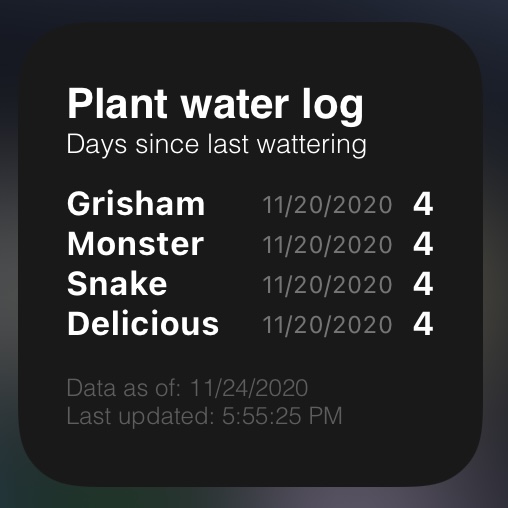 Plant water log
Days since last wattering
Grisham 11/20/2020 4
Monster 11/20/2020 4
Snake 11/20/2020 4
Delicious 11/20/2020 4
Data as of: 11/24/2020
Last updated: 5:55:25 PM